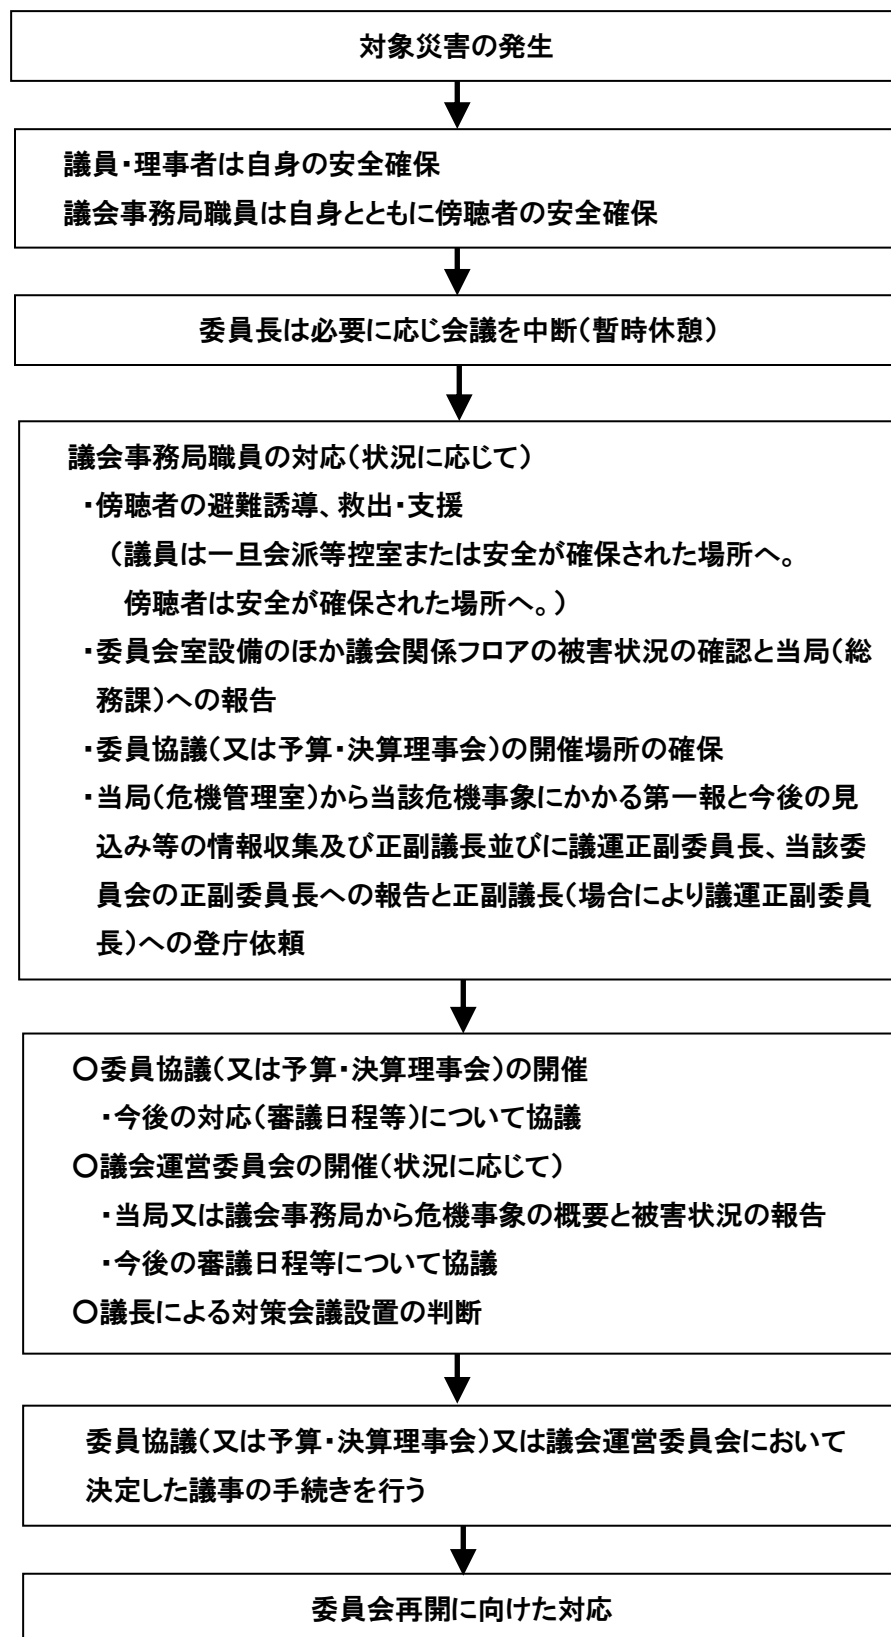 対象災害の発生
議員・理事者は自身の安全確保
議会事務局職員は自身とともに傍聴者の安全確保
委員長は必要に応じ会議を中断(暫時休憩)
議会事務局職員の対応(状況に応じて)
・傍聴者の避難誘導、救出・支援
(議員は一旦会派等控室または安全が確保された場所へ。
傍聴者は安全が確保された場所へ。)
・委員会室設備のほか議会関係フロアの被害状況の確認と当局(総
務課)への報告
・委員協議(又は予算・決算理事会)の開催場所の確保
・当局(危機管理室)から当該危機事象にかかる第一報と今後の見
込み等の情報収集及び正副議長並びに議運正副委員長、当該委
員会の正副委員長への報告と正副議長(場合により議運正副委員
長)への登庁依頼
○委員協議(又は予算・決算理事会)の開催
・今後の対応(審議日程等)について協議
○議会運営委員会の開催(状況に応じて)
・当局又は議会事務局から危機事象の概要と被害状況の報告
・今後の審議日程等について協議
○議長による対策会議設置の判断
委員協議(又は予算・決算理事会)又は議会運営委員会において
決定した議事の手続きを行う
委員会再開に向けた対応